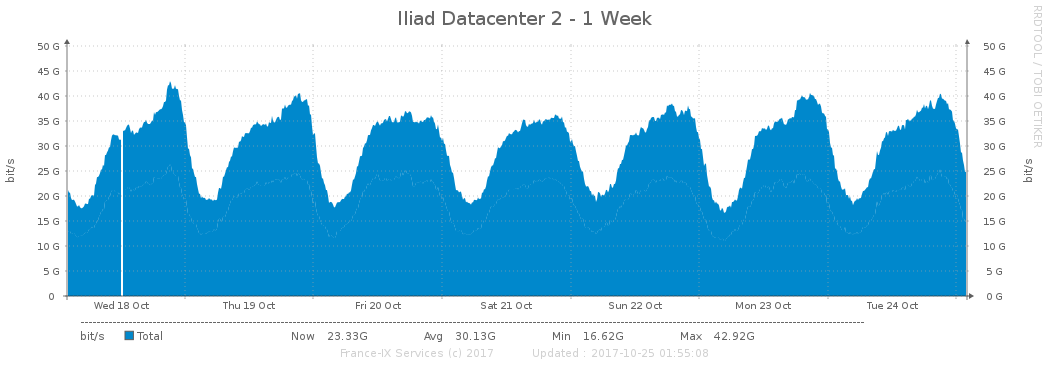 Iliad Datacenter 2 - 1 Week
RRDTOOL / TOBI OETIKER
50 G 50 G
45 G 45 G
40 G 40 G
35 G 35 G
30 G 30 G
25 G 25 G
20 G 20 G
15 G 15 G
10 G 10 G
5 G 5 G
0 0 G
bit/s bit/s
Wed 18 Oct Thu 19 Oct Fri 20 Oct Sat 21 Oct Sun 22 Oct Mon 23 Oct Tue 24 Oct
bit/s Total Now 23.33G Avg 30.13G Min 16.62G Max 42.92G
France-IX Services (c) 2017 Updated : 2017-10-25 01:55:08